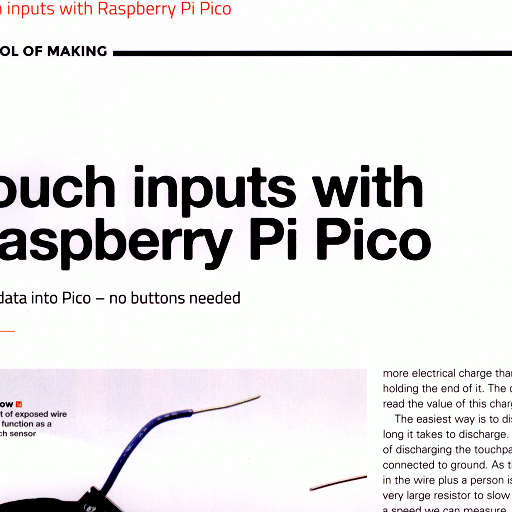 inputs with Raspberry Pi Pico
OL OF MAKING
ouch inputs with
aspberry Pi Pico
data into Pico – no buttons needed
ow
t of exposed wire
function as a
ch sensor
more electrical charge than
holding the end of it. The
read the value of this char
The easiest way is to di
long it takes to discharge.
of discharging the touchpa
connected to ground. As th
in the wire plus a person is
very large resistor to slow
a speed we can measure.